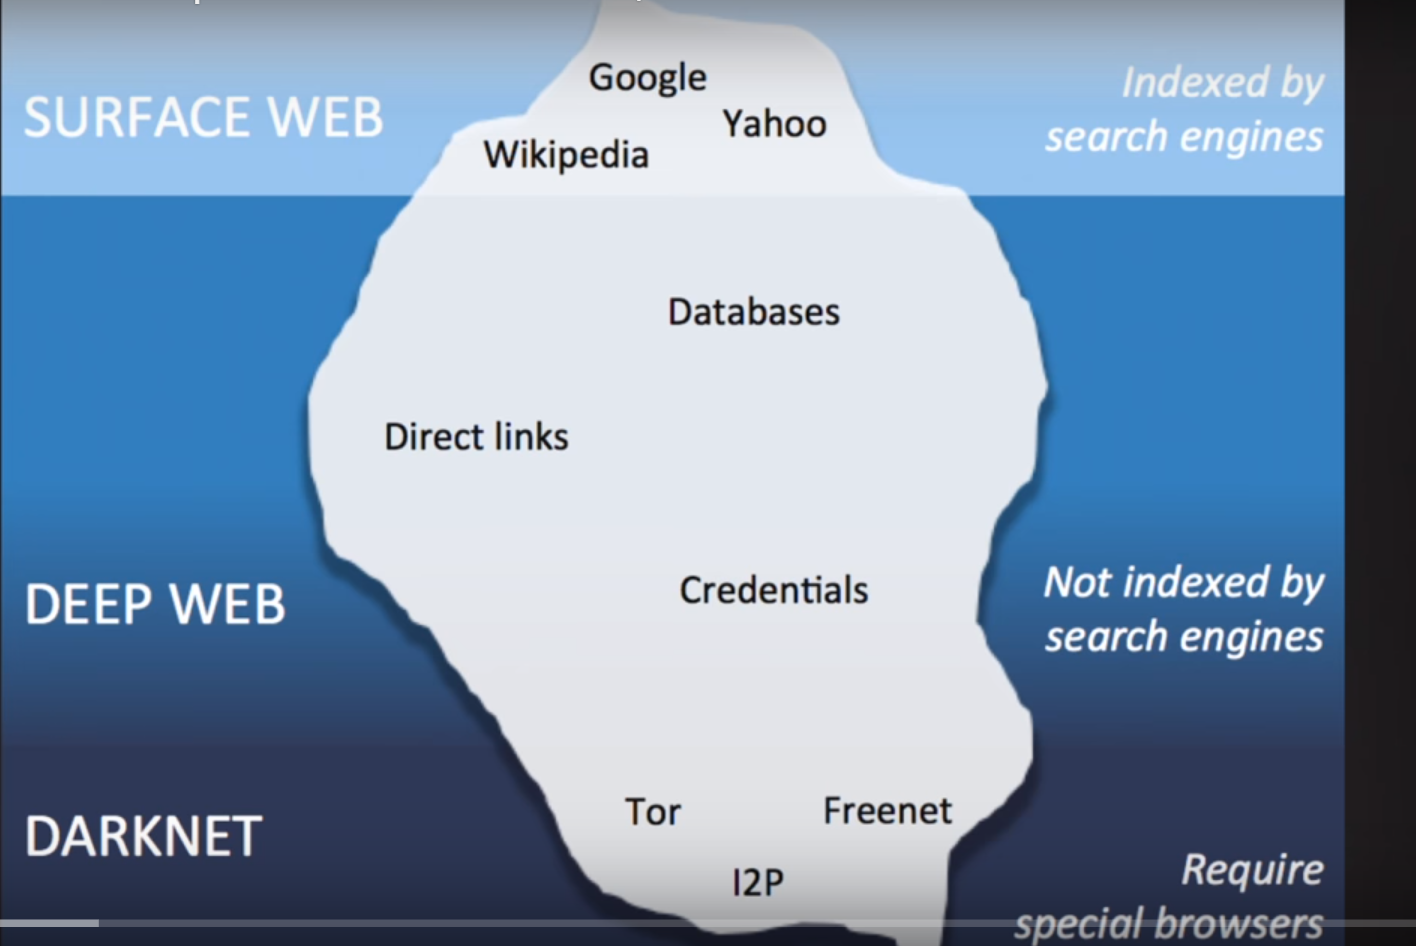 SURFACE WEB
Google
Yahoo
Wikipedia
Indexed by
search engines
Databases
Direct links
DEEP WEB
Credentials
Not indexed by
search engines
DARKNET
Tor
Freenet
I2P
Require
special browsers